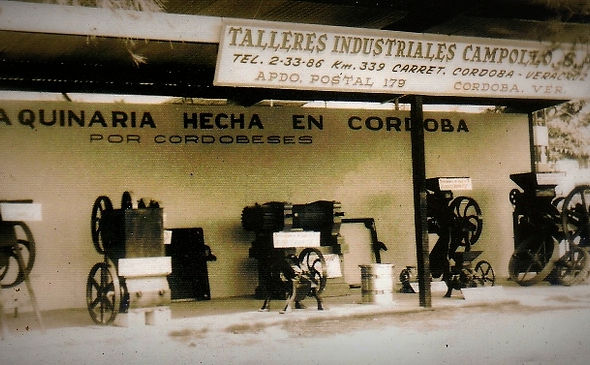 TALLERES INDUSTRIALES CAMPOLLO, S.
TEL. 2-33-86 Km. 339 CARRET. CORDOBA - VERACRUZ
APDO. POSTAL 179 CORDOBA, VER.
AQUINARIA HECHA EN CORDOBA
POR CORDOBESES